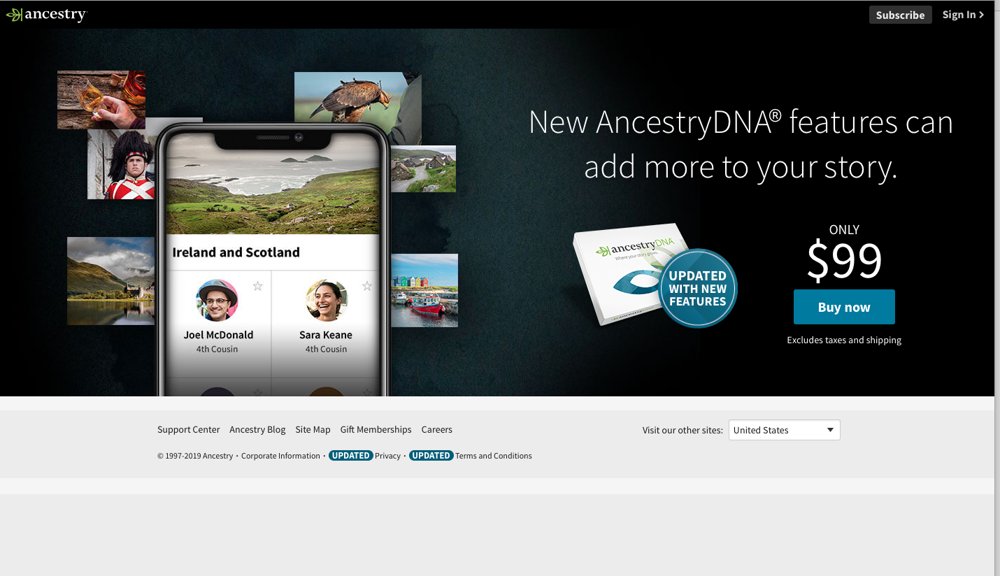 ancestry
Subscribe
Sign In
New AncestryDNA® features can
add more to your story.
Ireland and Scotland
Joel McDonald
4th Cousin
Sara Keane
4th Cousin
ancestryDNA
Where your story grows
UPDATED
WITH NEW
FEATURES
ONLY
$99
Buy now
Excludes taxes and shipping
Support Center Ancestry Blog Site Map Gift Memberships Careers
Visit our other sites: United States
© 1997-2019 Ancestry · Corporate Information · UPDATED Privacy · UPDATED Terms and Conditions